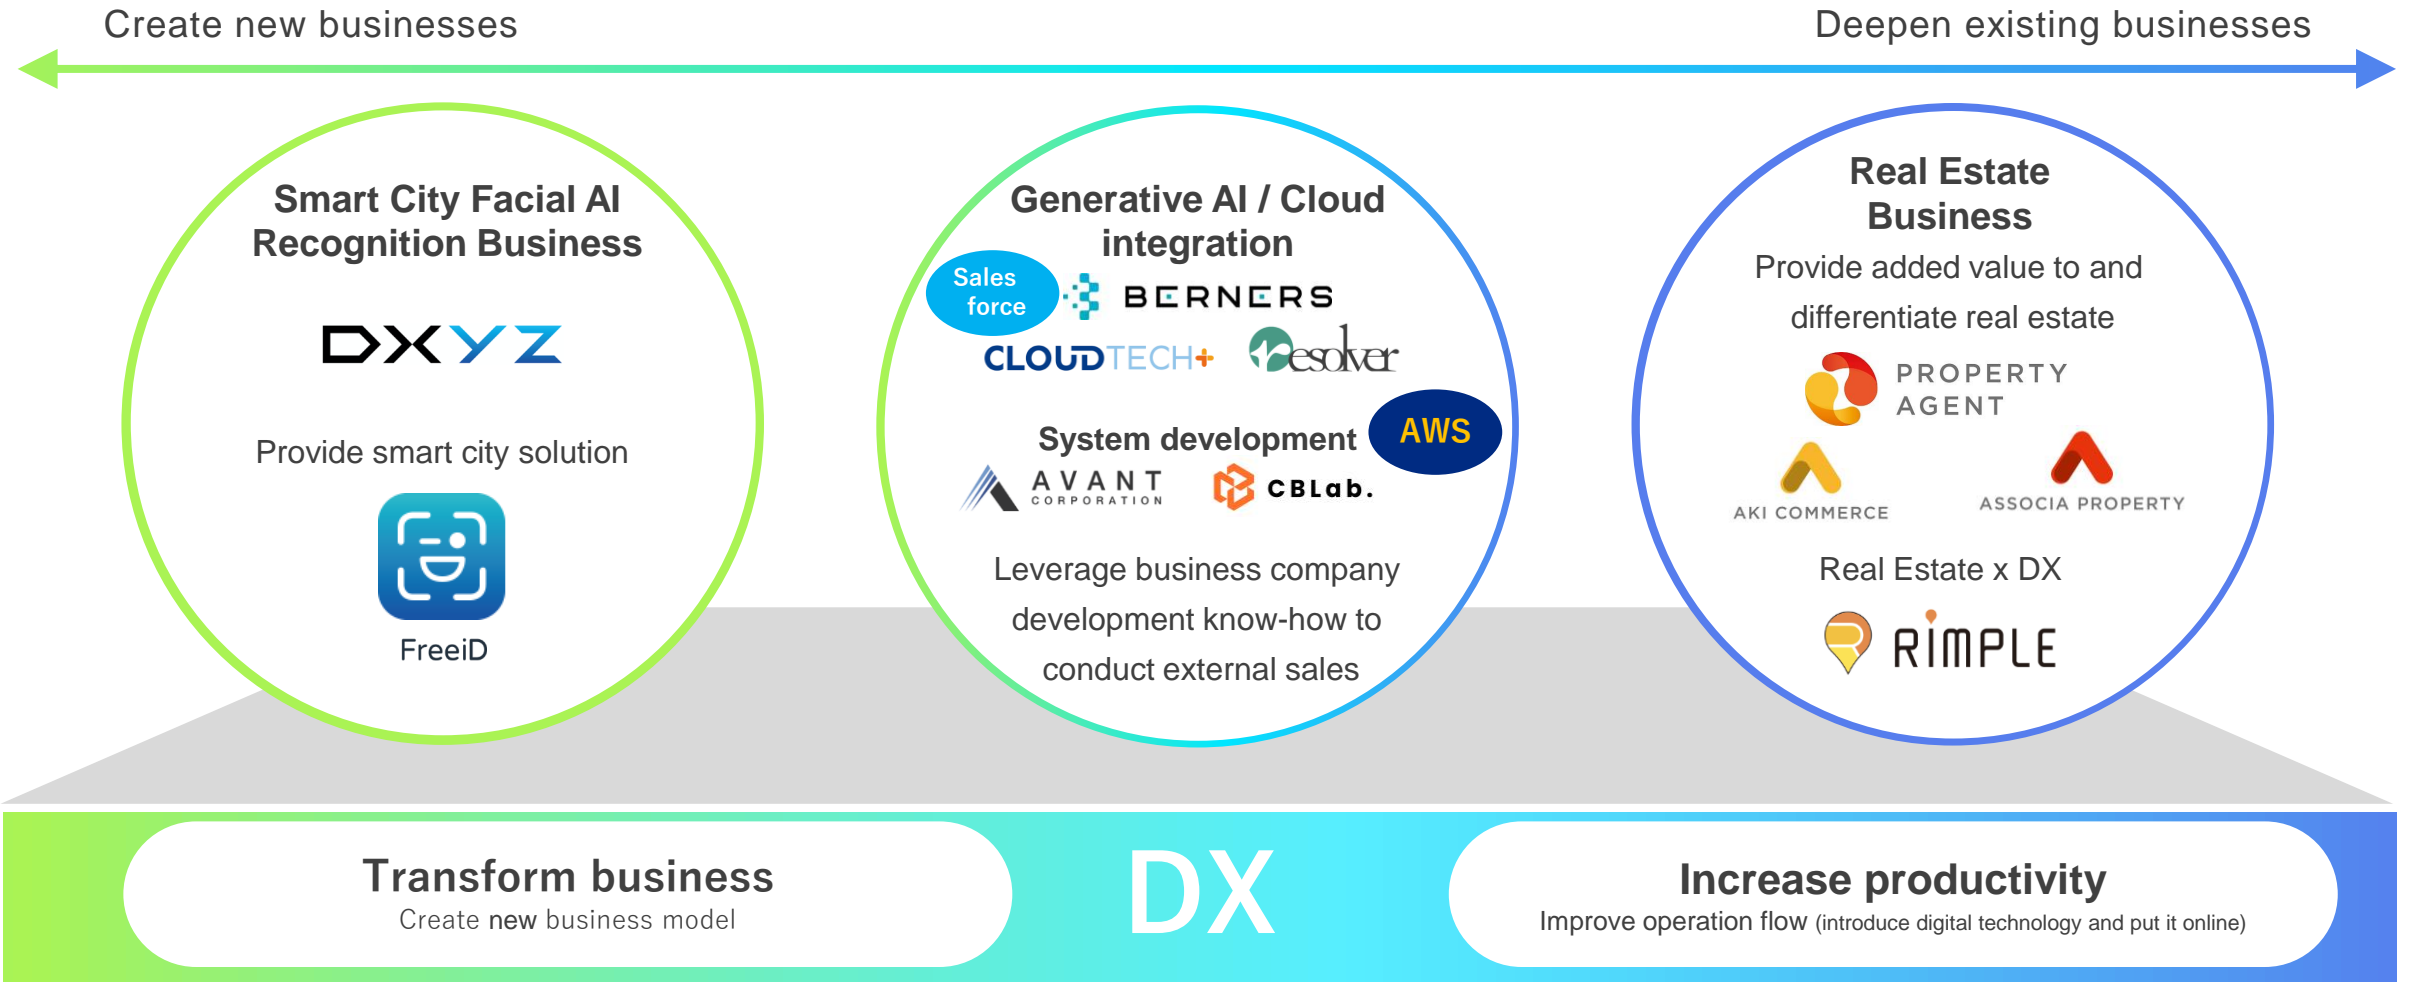 Create new businesses
Deepen existing businesses
Smart City Facial AI
Recognition Business
DXYZ
Provide smart city solution
FreeiD
Generative AI / Cloud
integration
Sales
force
BERNERS
CLOUDTECH+
resolver
System development
AWS
AVANT
CORPORATION
CBLab.
Leverage business company
development know-how to
conduct external sales
Real Estate
Business
Provide added value to and
differentiate real estate
PROPERTY
AGENT
AKI COMMERCE
ASSOCIA PROPERTY
Real Estate x DX
RIMPLE
Transform business
Create new business model
DX
Increase productivity
Improve operation flow (introduce digital technology and put it online)